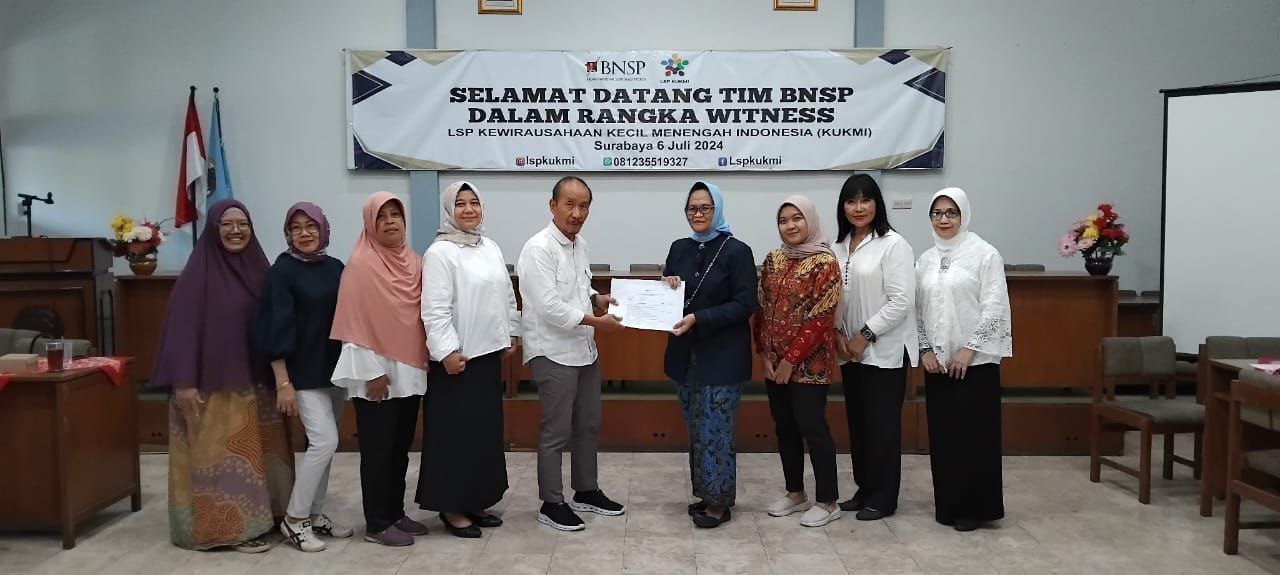 BNSP
LSP KUKMI
SELAMAT DATANG TIM BNSP
DALAM RANGKA WITNESS
LSP KEWIRAUSAHAAN KECIL MENENGAH INDONESIA (KUKMI)
Surabaya 6 Juli 2024
lspkukmi 081235519327 Lspkukmi